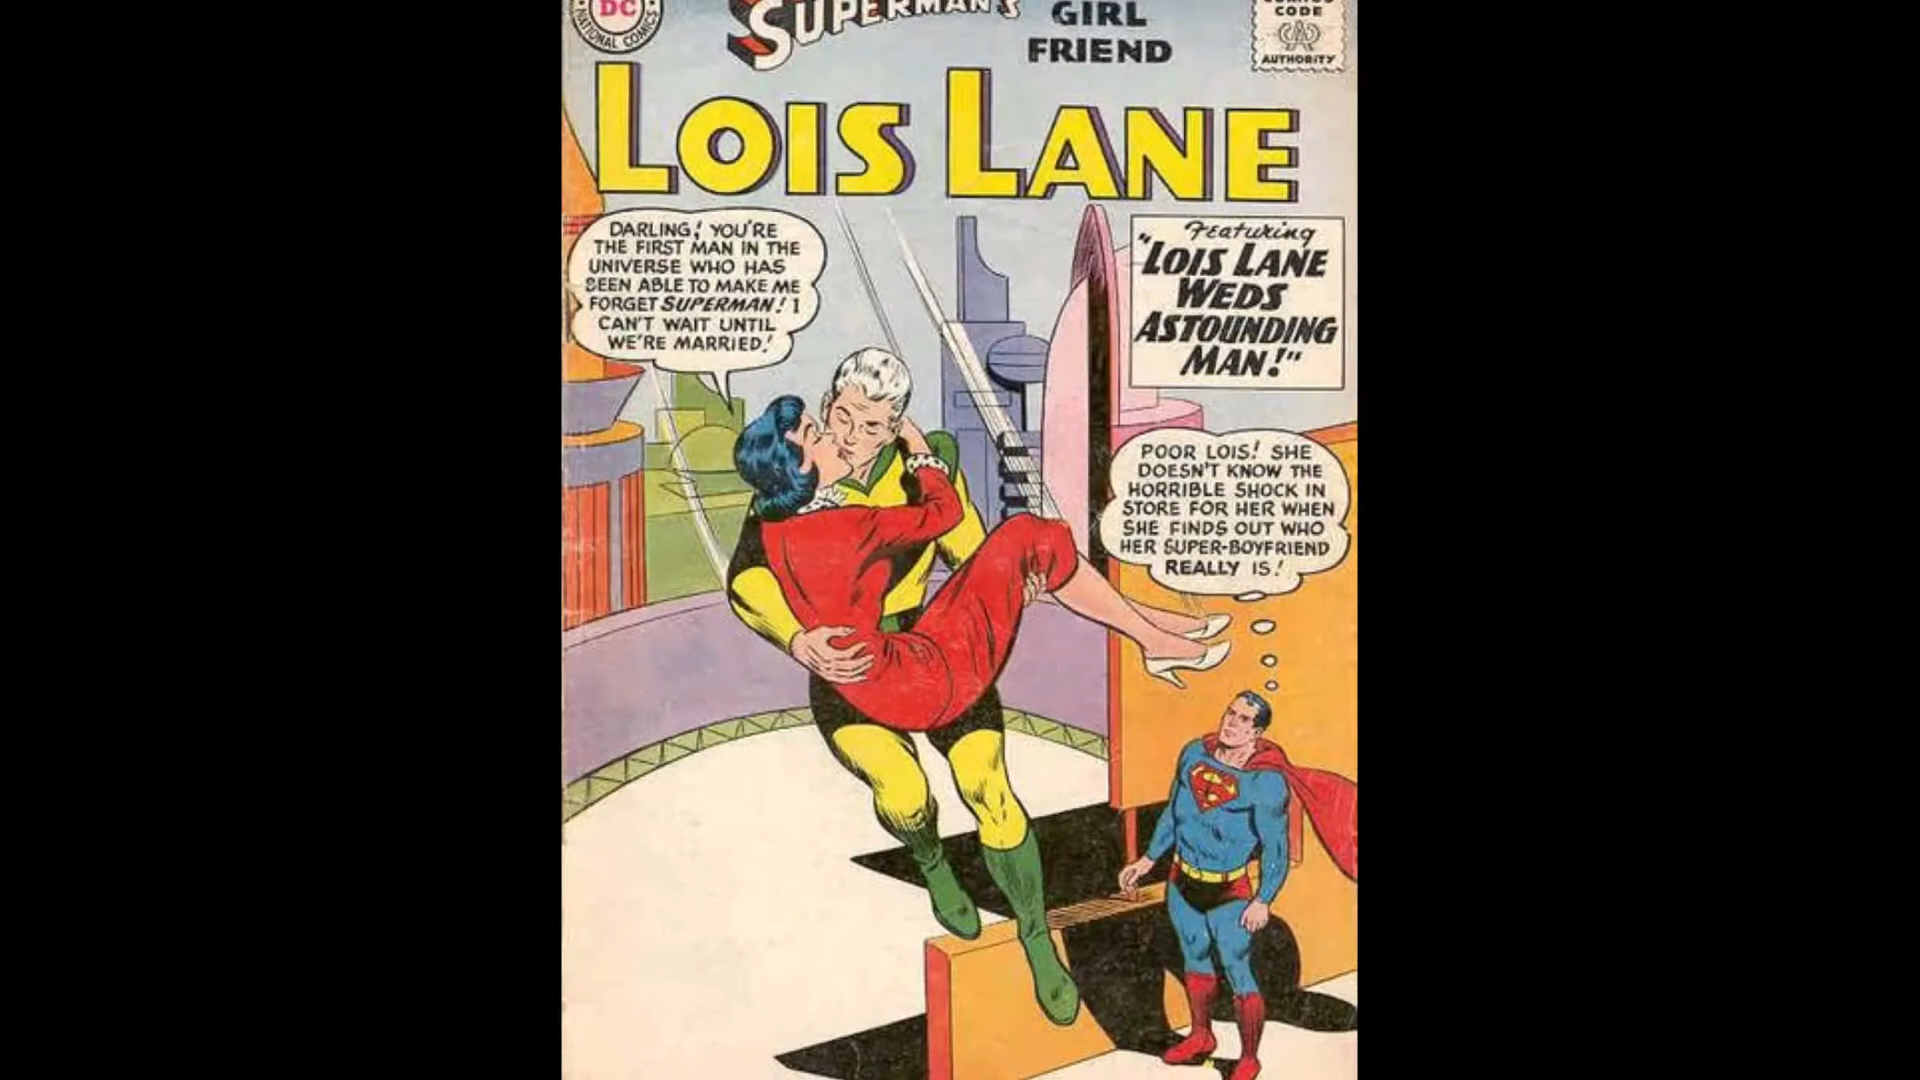 DC
NATIONAL COMICS
SUPERMAN'S
GIRL
FRIEND
COMICS
CODE
CA
AUTHORITY
LOIS LANE
DARLING! YOU'RE
THE FIRST MAN IN THE
UNIVERSE WHO HAS
BEEN ABLE TO MAKE ME
FORGET SUPERMAN! I
CAN'T WAIT UNTIL
WE'RE MARRIED!
Featuring
"LOIS LANE
WEDS
ASTOUNDING
MAN!"
POOR LOIS! SHE
DOESN'T KNOW THE
HORRIBLE SHOCK IN
STORE FOR HER WHEN
SHE FINDS OUT WHO
HER SUPER-BOYFRIEND
REALLY IS!
S